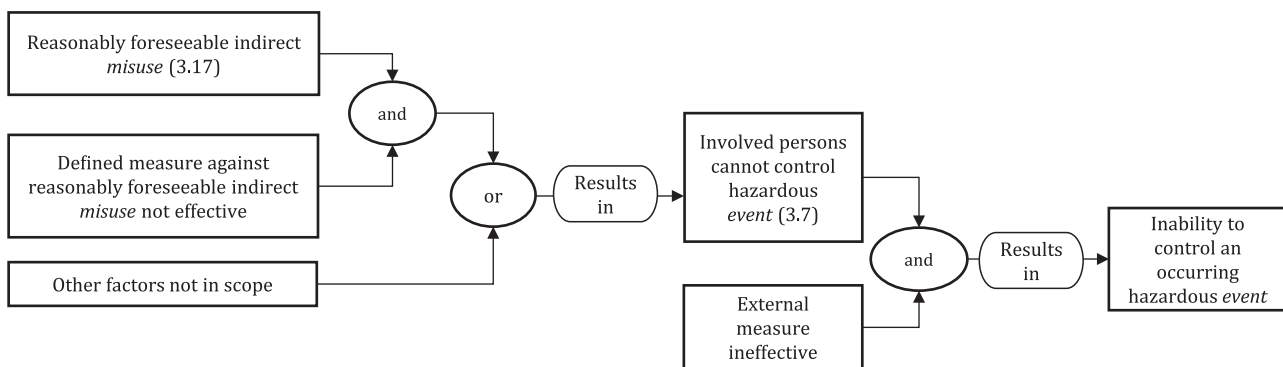 Reasonably foreseeable indirect
misuse (3.17)
and
Defined measure against
reasonably foreseeable indirect
misuse not effective
Other factors not in scope
or
Results
in
Involved persons
cannot control
hazardous
event (3.7)
and
External
measure
ineffective
Results
in
Inability to
control an
occurring
hazardous event